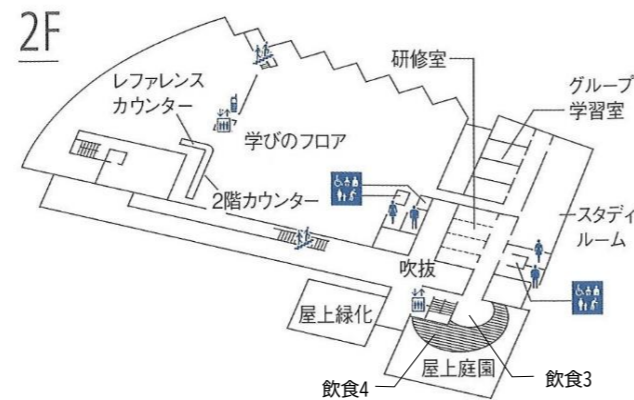 2F
レファレンス
カウンター
学びのフロア
2階カウンター
研修室
グループ
学習室
スタディ
ルーム
吹抜
屋上緑化
屋上庭園
飲食4
飲食3